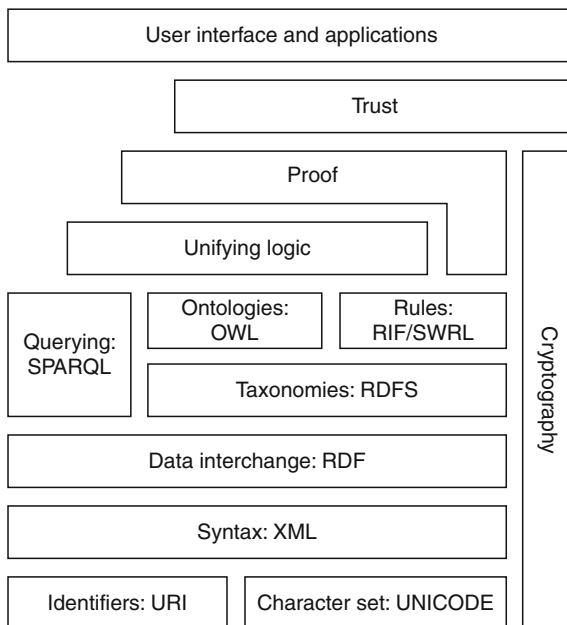 User interface and applications
Trust
Proof
Unifying logic
Querying:
SPARQL
Ontologies:
OWL
Rules:
RIF/SWRL
Taxonomies: RDFS
Data interchange: RDF
Syntax: XML
Identifiers: URI
Character set: UNICODE
Cryptography